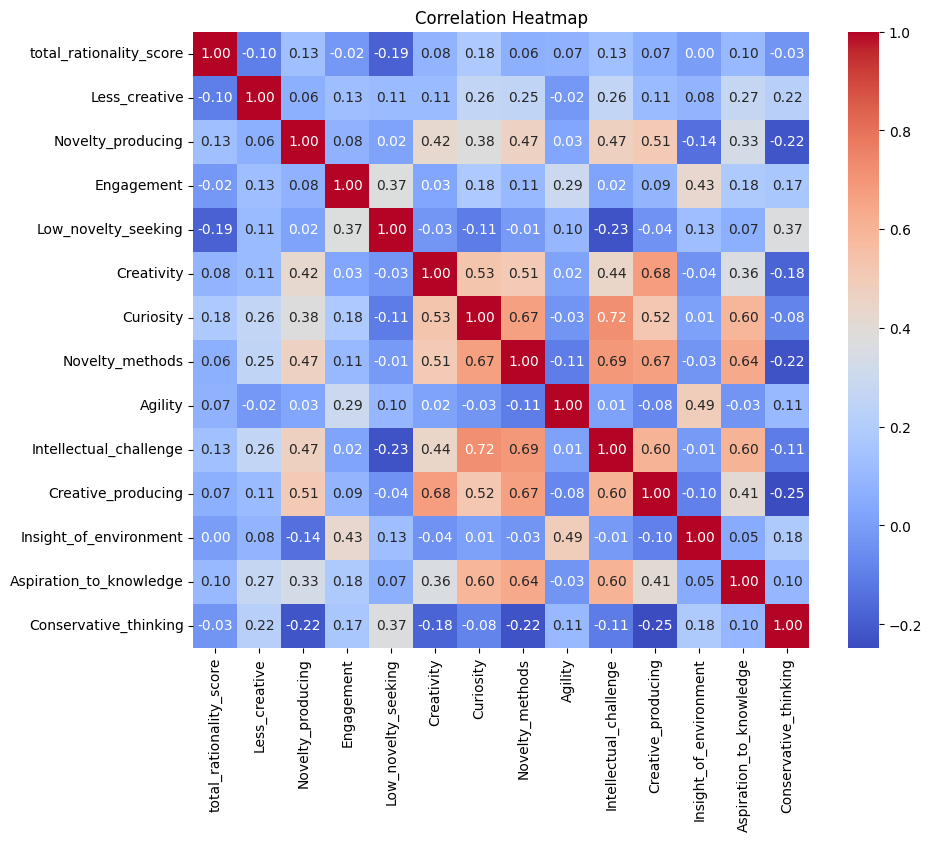 Correlation Heatmap
total_rationality_score 1.00 -0.10 0.13 -0.02 -0.19 0.08 0.18 0.06 0.07 0.13 0.07 0.00 0.10 -0.03
Less_creative -0.10 1.00 0.06 0.13 0.11 0.11 0.26 0.25 -0.02 0.26 0.11 0.08 0.27 0.22
Novelty_producing 0.13 0.06 1.00 0.08 0.02 0.42 0.38 0.47 0.03 0.47 0.51 -0.14 0.33 -0.22
Engagement -0.02 0.13 0.08 1.00 0.37 0.03 0.18 0.11 0.29 0.02 0.09 0.43 0.18 0.17
Low_novelty_seeking -0.19 0.11 0.02 0.37 1.00 -0.03 -0.11 -0.01 0.10 -0.23 -0.04 0.13 0.07 0.37
Creativity 0.08 0.11 0.42 0.03 -0.03 1.00 0.53 0.51 0.02 0.44 0.68 -0.04 0.36 -0.18
Curiosity 0.18 0.26 0.38 0.18 -0.11 0.53 1.00 0.67 -0.03 0.72 0.52 0.01 0.60 -0.08
Novelty_methods 0.06 0.25 0.47 0.11 -0.01 0.51 0.67 1.00 -0.11 0.69 0.67 -0.03 0.64 -0.22
Agility 0.07 -0.02 0.03 0.29 0.10 0.02 -0.03 -0.11 1.00 0.01 -0.08 0.49 -0.03 0.11
Intellectual_challenge 0.13 0.26 0.47 0.02 -0.23 0.44 0.72 0.69 0.01 1.00 0.60 -0.01 0.60 -0.11
Creative_producing 0.07 0.11 0.51 0.09 -0.04 0.68 0.52 0.67 -0.08 0.60 1.00 -0.10 0.41 -0.25
Insight_of_environment 0.00 0.08 -0.14 0.43 0.13 -0.04 0.01 -0.03 0.49 -0.01 -0.10 1.00 0.05 0.18
Aspiration_to_knowledge 0.10 0.27 0.33 0.18 0.07 0.36 0.60 0.64 -0.03 0.60 0.41 0.05 1.00 0.10
Conservative_thinking -0.03 0.22 -0.22 0.17 0.37 -0.18 -0.08 -0.22 0.11 -0.11 -0.25 0.18 0.10 1.00
total_rationality_score
Less_creative
Novelty_producing
Engagement
Low_novelty_seeking
Creativity
Curiosity
Novelty_methods
Agility
Intellectual_challenge
Creative_producing
Insight_of_environment
Aspiration_to_knowledge
Conservative_thinking
1.0
0.8
0.6
0.4
0.2
0.0
−0.2